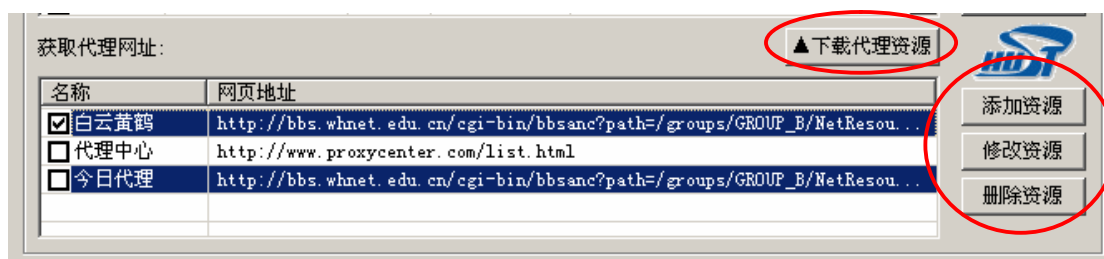 获取代理网址:
▲下载代理资源
HUST
名称 网页地址
白云黄鹤 http://bbs.whnet.edu.cn/cgi-bin/bbsanc?path=/groups/GROUP_B/NetResou...
代理中心 http://www.proxycenter.com/list.html
今日代理 http://bbs.whnet.edu.cn/cgi-bin/bbsanc?path=/groups/GROUP_B/NetResou...
添加资源
修改资源
删除资源